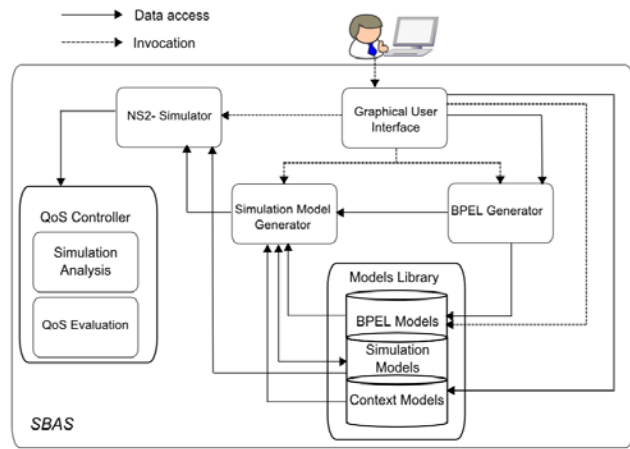 Data access
Invocation
NS2- Simulator
Graphical User
Interface
QoS Controller
Simulation
Analysis
QoS Evaluation
Simulation Model
Generator
BPEL Generator
Models Library
BPEL Models
Simulation
Models
Context Models
SBAS